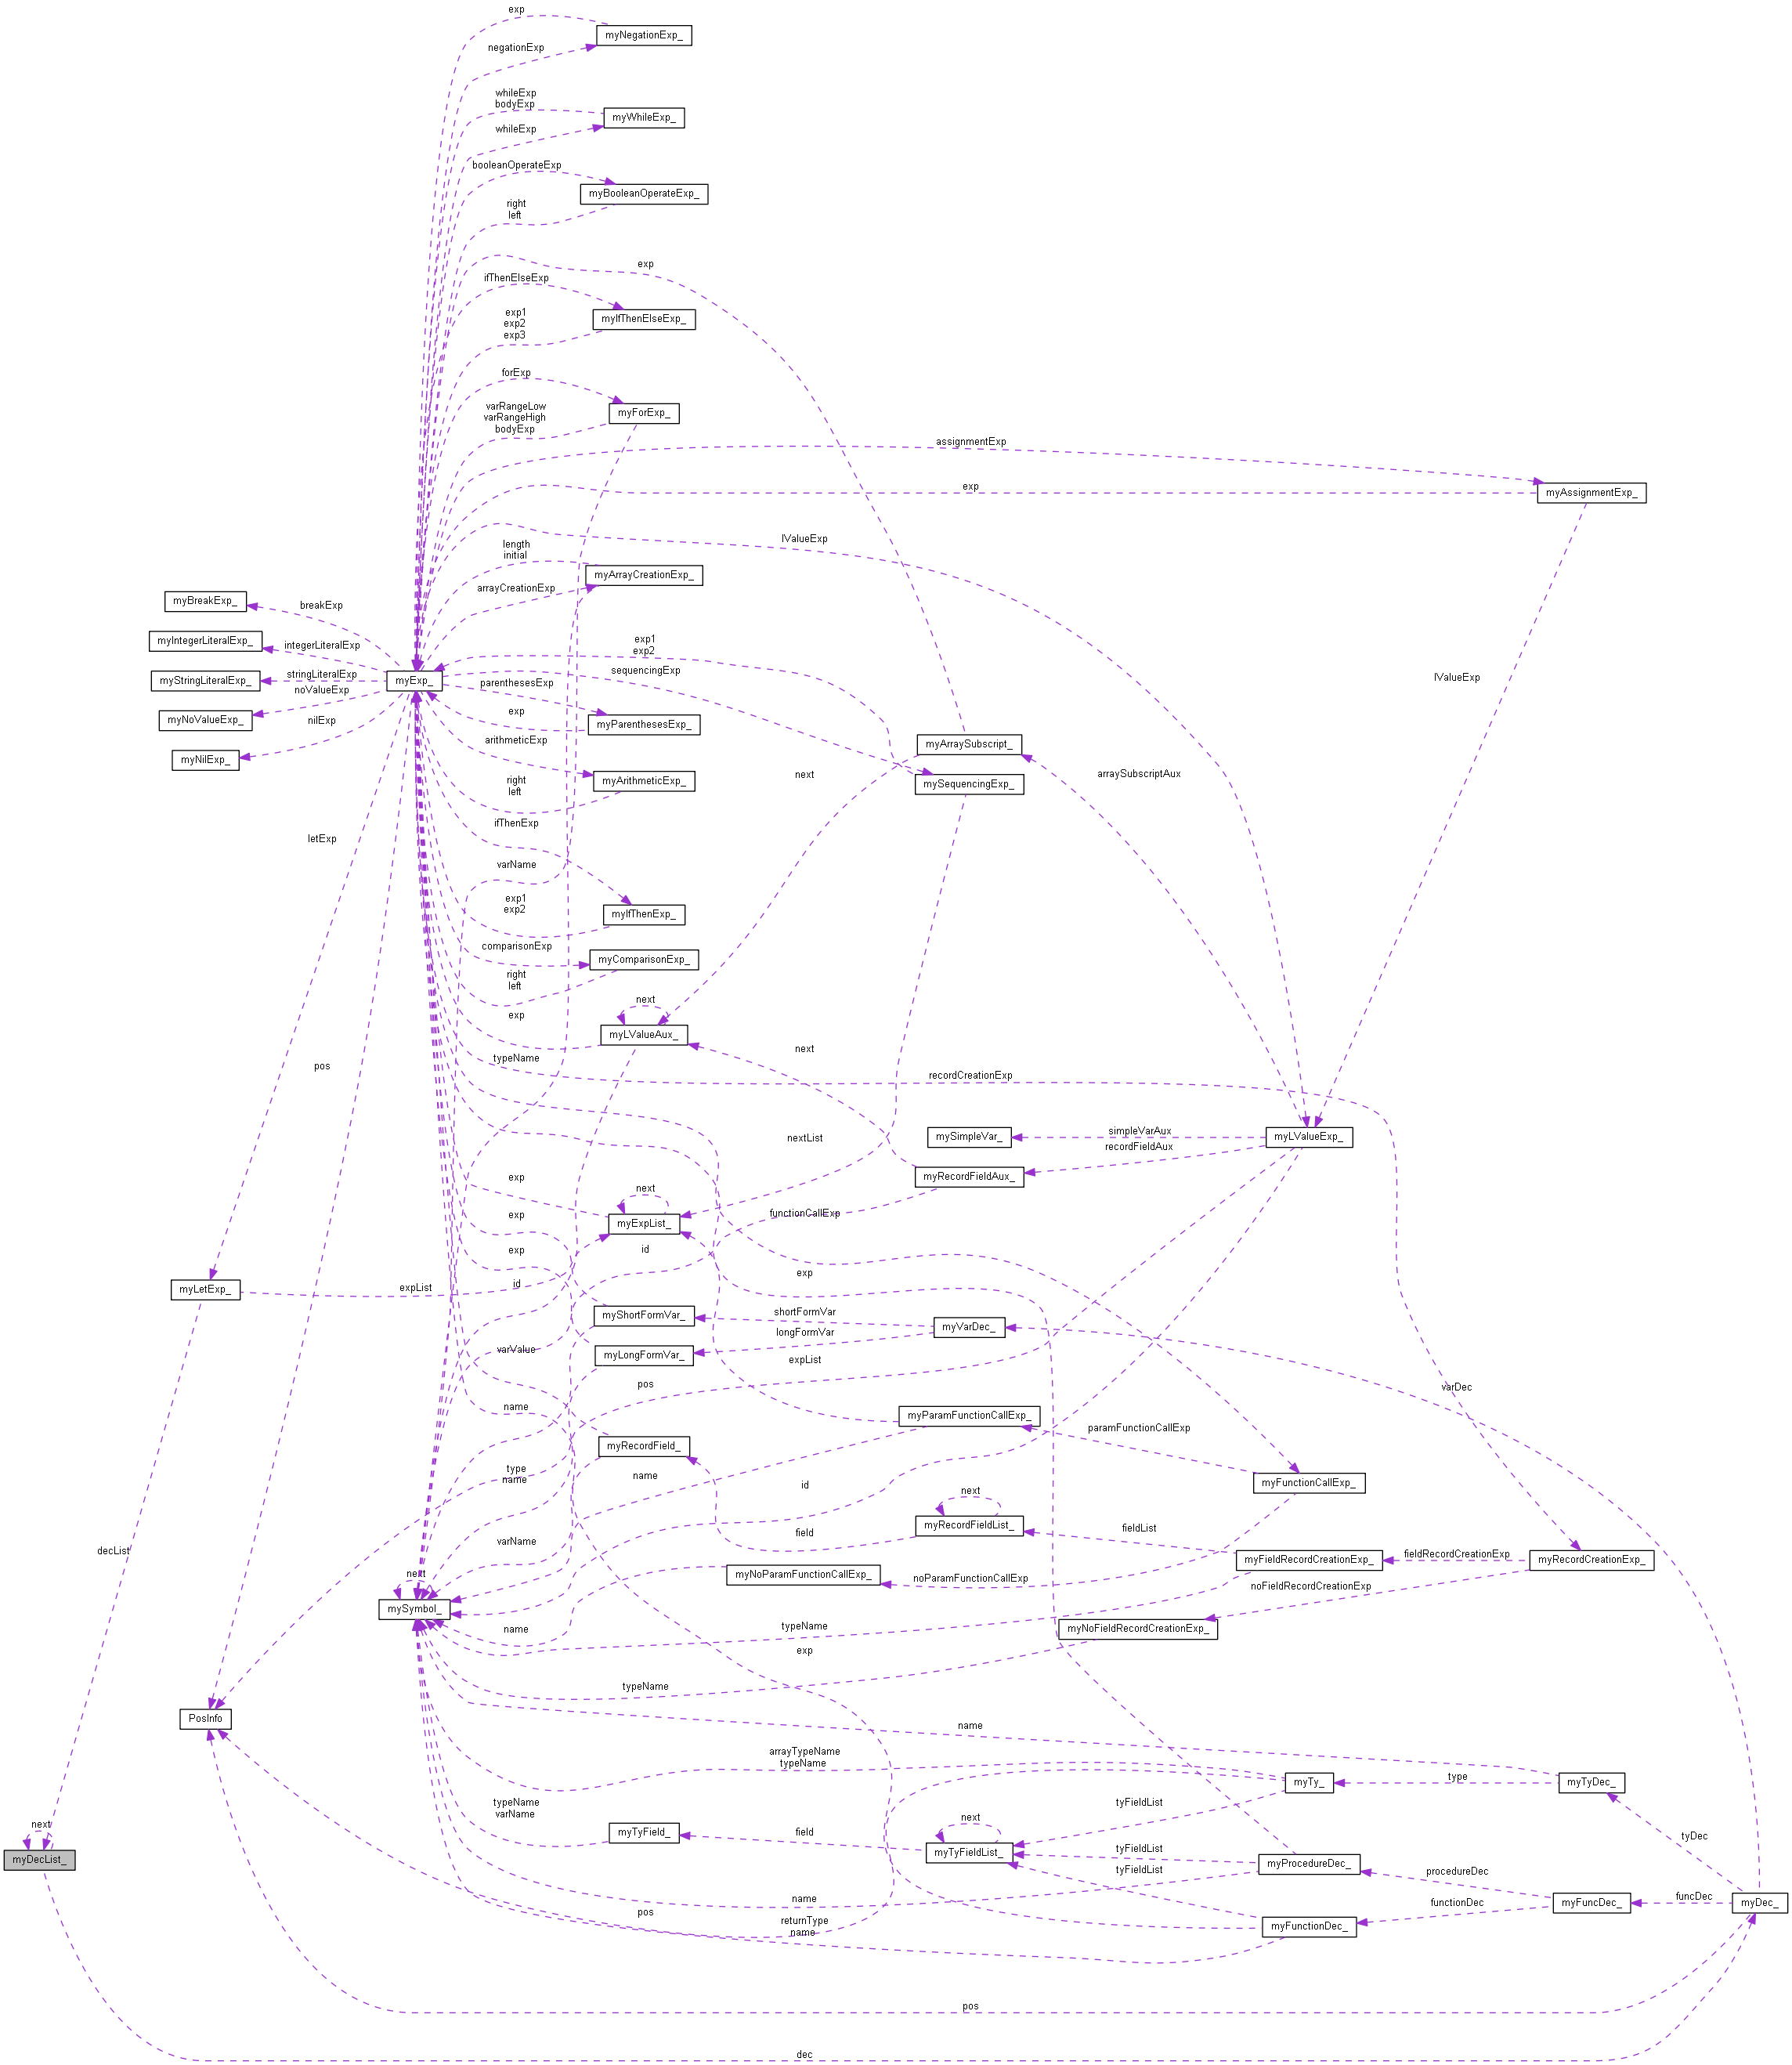 exp
myNegationExp_
negationExp
whileExp
bodyExp
myWhileExp_
whileExp
booleanOperateExp
myBooleanOperateExp_
right
left
exp
ifThenElseExp
exp1
exp2
exp3
myIfThenElseExp_
forExp
varRangeLow
varRangeHigh
bodyExp
myForExp_
assignmentExp
exp
myAssignmentExp_
lValueExp
length
initial
myArrayCreationExp_
arrayCreationExp
myBreakExp_
breakExp
myIntegerLiteralExp_
integerLiteralExp
exp1
exp2
myStringLiteralExp_
stringLiteralExp
myExp_
sequencingExp
lValueExp
noValueExp
parenthesesExp
myNoValueExp_
nilExp
exp
myParenthesesExp_
myNilExp_
arithmeticExp
myArraySubscript_
right
left
myArithmeticExp_
next
mySequencingExp_
arraySubscriptAux
ifThenExp
letExp
varName
exp1
exp2
myIfThenExp_
comparisonExp
myComparisonExp_
right
left
next
exp
myLValueAux_
pos
typeName
next
recordCreationExp
nextList
mySimpleVar_
simpleVarAux
myLValueExp_
recordFieldAux
exp
next
myRecordFieldAux_
exp
myExpList_
functionCallExp
exp
id
exp
myLetExp_
expList
id
myShortFormVar_
shortFormVar
myVarDec_
varValue
myLongFormVar_
longFormVar
expList
pos
varDec
name
myParamFunctionCallExp_
paramFunctionCallExp
myRecordField_
type
name
name
id
myFunctionCallExp_
next
myRecordFieldList_
field
fieldList
decList
varName
myFieldRecordCreationExp_
fieldRecordCreationExp
myRecordCreationExp_
next
myNoParamFunctionCallExp_
noParamFunctionCallExp
noFieldRecordCreationExp
mySymbol_
name
typeName
myNoFieldRecordCreationExp_
exp
typeName
PosInfo
name
arrayTypeName
typeName
myTy_
type
myTyDec_
typeName
varName
tyFieldList
next
next
myTyField_
field
myTyFieldList_
tyFieldList
tyDec
myDecList_
tyFieldList
myProcedureDec_
procedureDec
name
functionDec
myFuncDec_
funcDec
myDec_
pos
returnType
name
myFunctionDec_
pos
dec